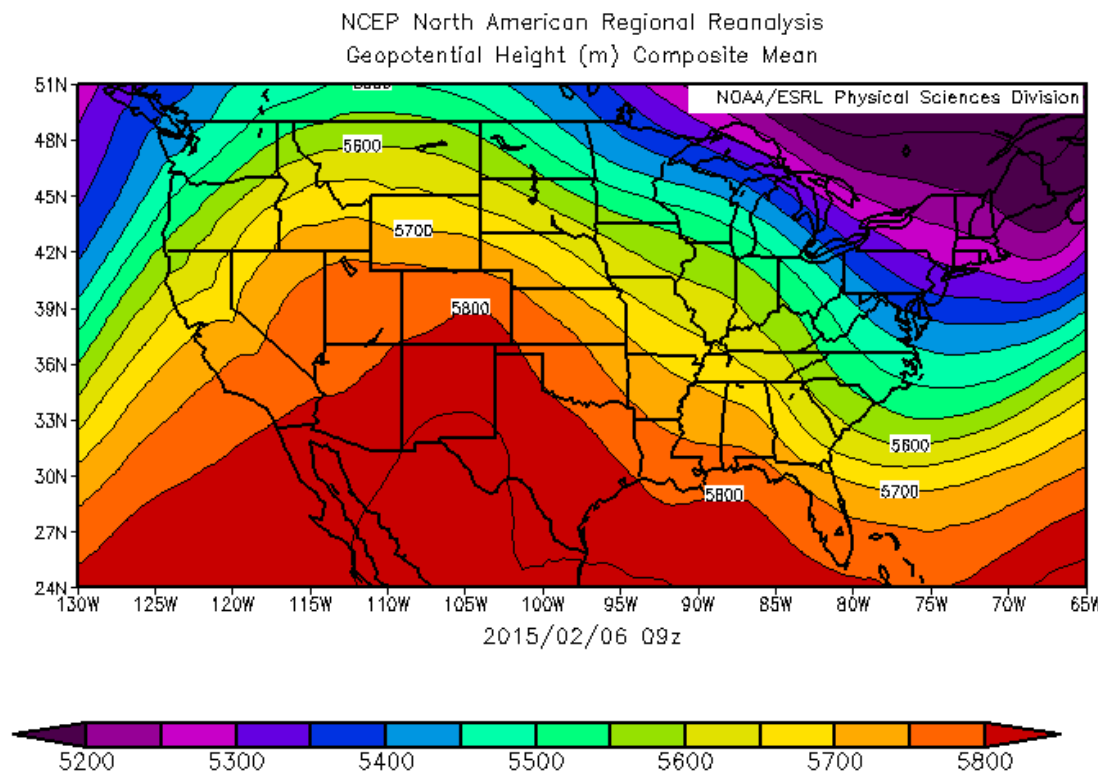 NCEP North American Regional Reanalysis
Geopotential Height (m) Composite Mean
NOAA/ESRL Physical Sciences Division
51N
48N
45N
42N
39N
36N
33N
30N
27N
24N
5600
5700
5800
5800
5600
5700
130W 125W 120W 115W 110W 105W 100W 95W 90W 85W 80W 75W 70W 65W
2015/02/06 09z
5200 5300 5400 5500 5600 5700 5800